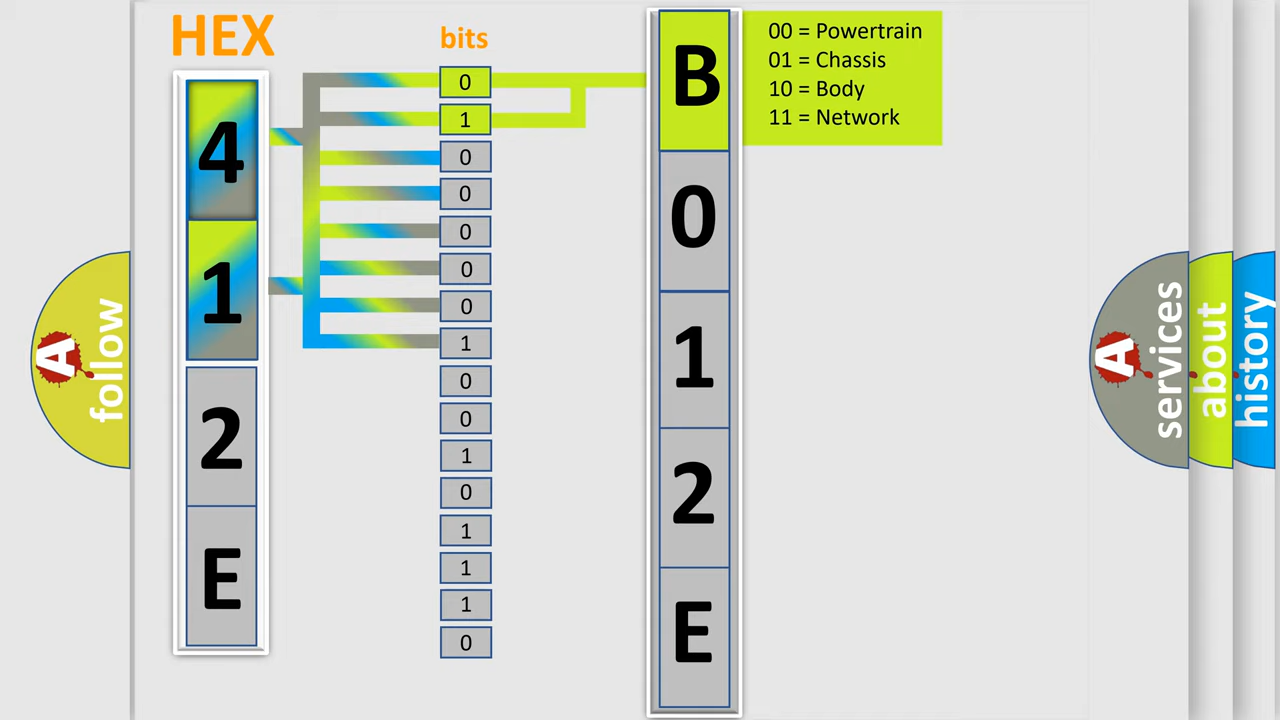 HEX
bits
4
1
2
E
0
1
0
0
0
0
0
1
0
0
1
0
1
1
1
0
B
0
1
2
E
00 = Powertrain
01 = Chassis
10 = Body
11 = Network
A
follow
A
services
about
history